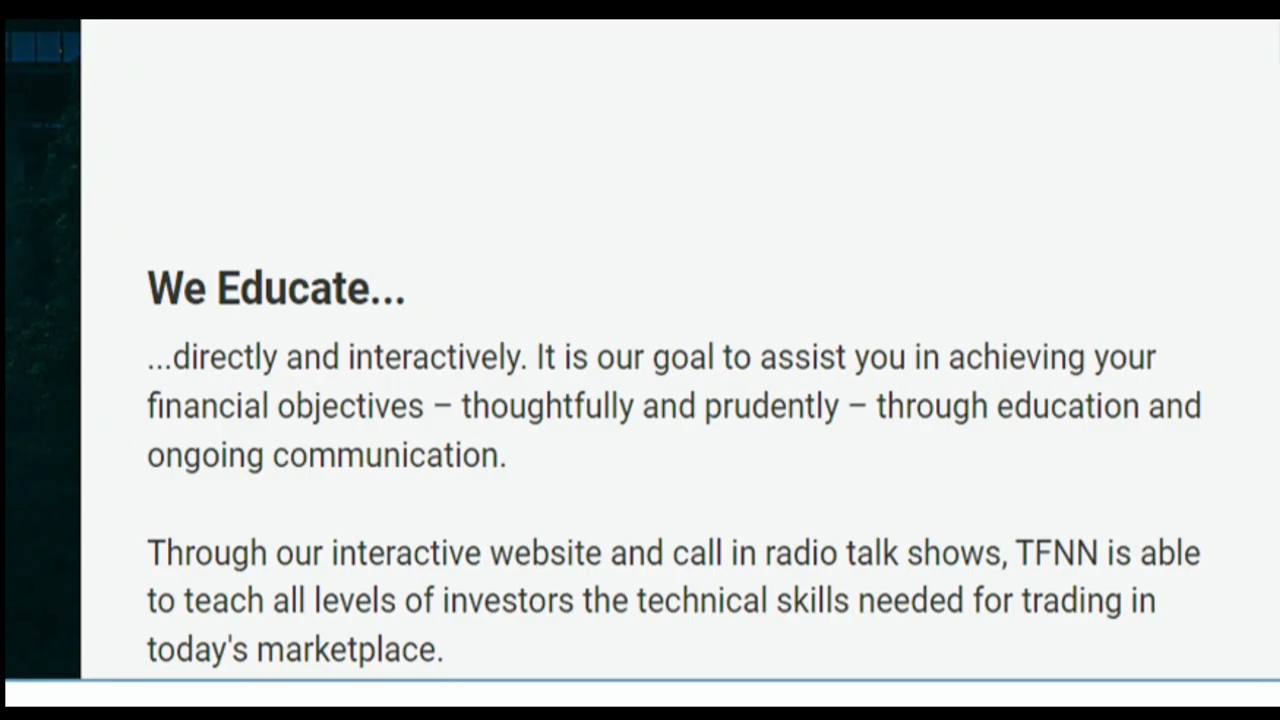 We Educate...
...directly and interactively. It is our goal to assist you in achieving your
financial objectives – thoughtfully and prudently – through education and
ongoing communication.
Through our interactive website and call in radio talk shows, TFNN is able
to teach all levels of investors the technical skills needed for trading in
today's marketplace.